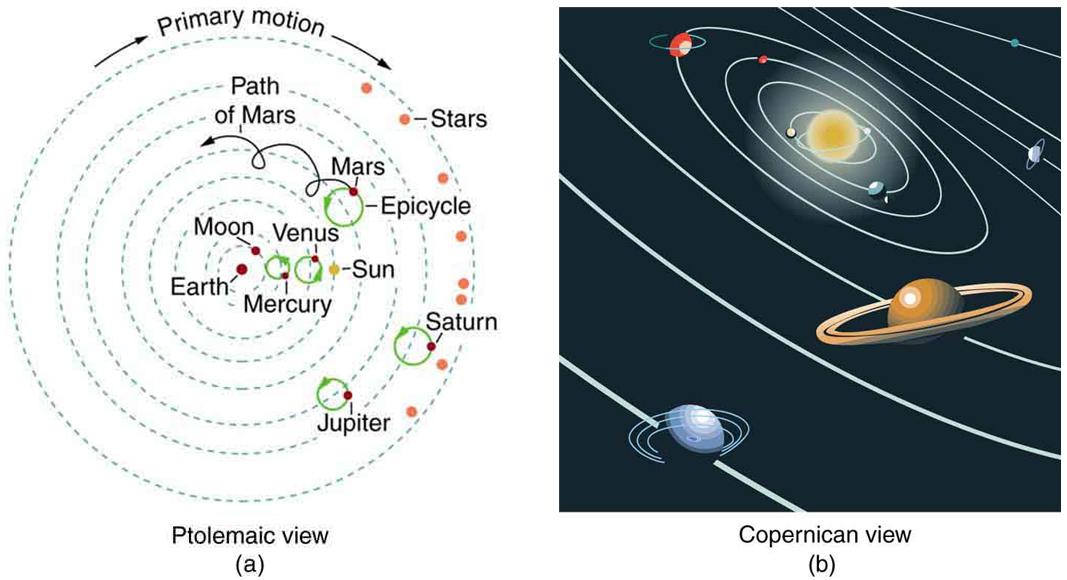 Primary motion
Path
of Mars
Stars
Mars
Epicycle
Moon
Venus
Sun
Earth
Mercury
Saturn
Jupiter
Ptolemaic view
(a)
Copernican view
(b)